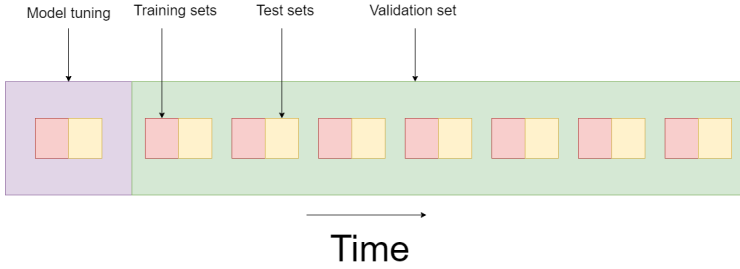 Model tuning
Training sets
Test sets
Validation set
Time